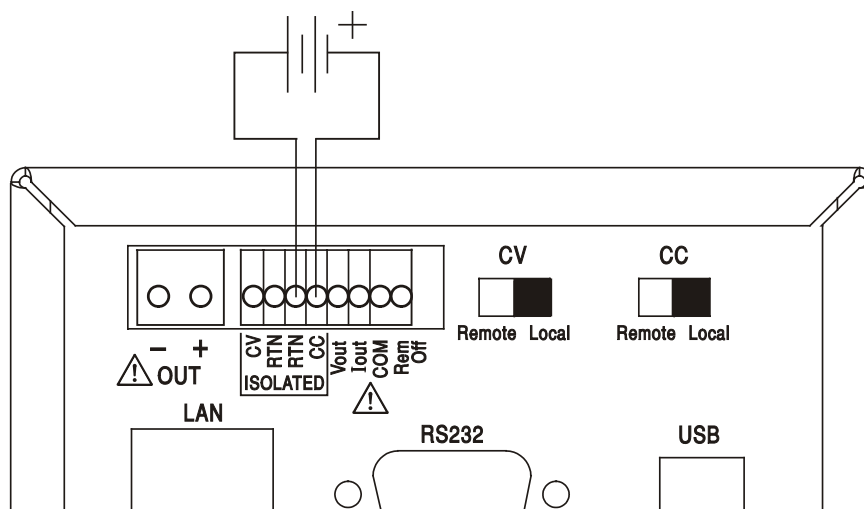 +
CV CC
Remote Local Remote Local
− +
OUT
CV RTN RTN CC Vout Iout COM Rem Off
ISOLATED
LAN
RS232
USB